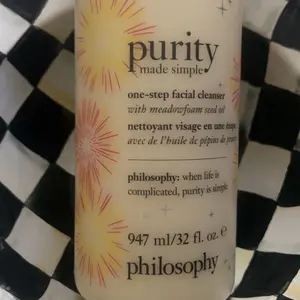 purity
made simple
one-step facial cleanser
with meadowfoam seed oil
nettoyant visage en une étape
avec de l'huile de pépins de
philosophy: when life is
complicated, purity is simple.
947 ml/32 fl. oz. e
philosophy